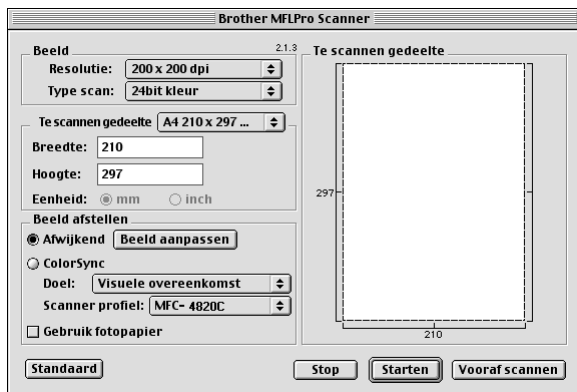 Brother MFLPro Scanner
Beeld 2.1.3
Resolutie: 200 x 200 dpi
Type scan: 24bit kleur
Te scannen gedeelte A4 210 x 297 ...
Breedte: 210
Hoogte: 297
Eenheid: mm inch
Beeld afstellen
Afwijkend Beeld aanpassen
ColorSync
Doel: Visuele overeenkomst
Scanner profiel: MFC-4820C
Gebruik fotopapier
Te scannen gedeelte
297
210
Standaard Stop Starten Vooraf scannen